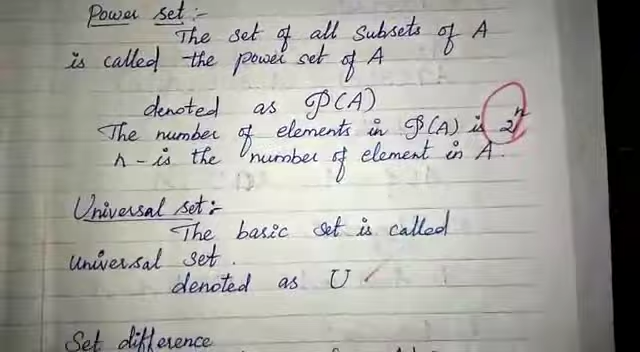 Power set :-
The set of all subsets of A
is called the power set of A
denoted as P(A)
The number of elements in P(A) is 2ⁿ
n - is the number of element in A.
Universal set :-
The basic set is called
universal set.
denoted as U
Set difference